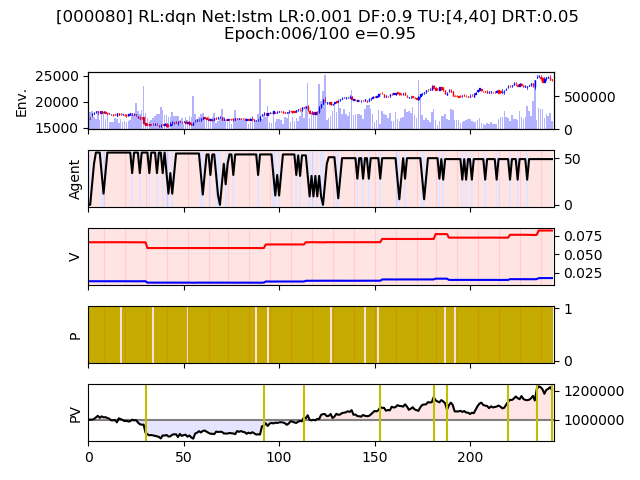 [000080] RL:dqn Net:lstm LR:0.001 DF:0.9 TU:[4,40] DRT:0.05
Epoch:006/100 e=0.95
Env.
25000
20000
15000
500000
0
Agent
50
0
V
0.075
0.050
0.025
P
1
0
PV
1200000
1000000
0 50 100 150 200